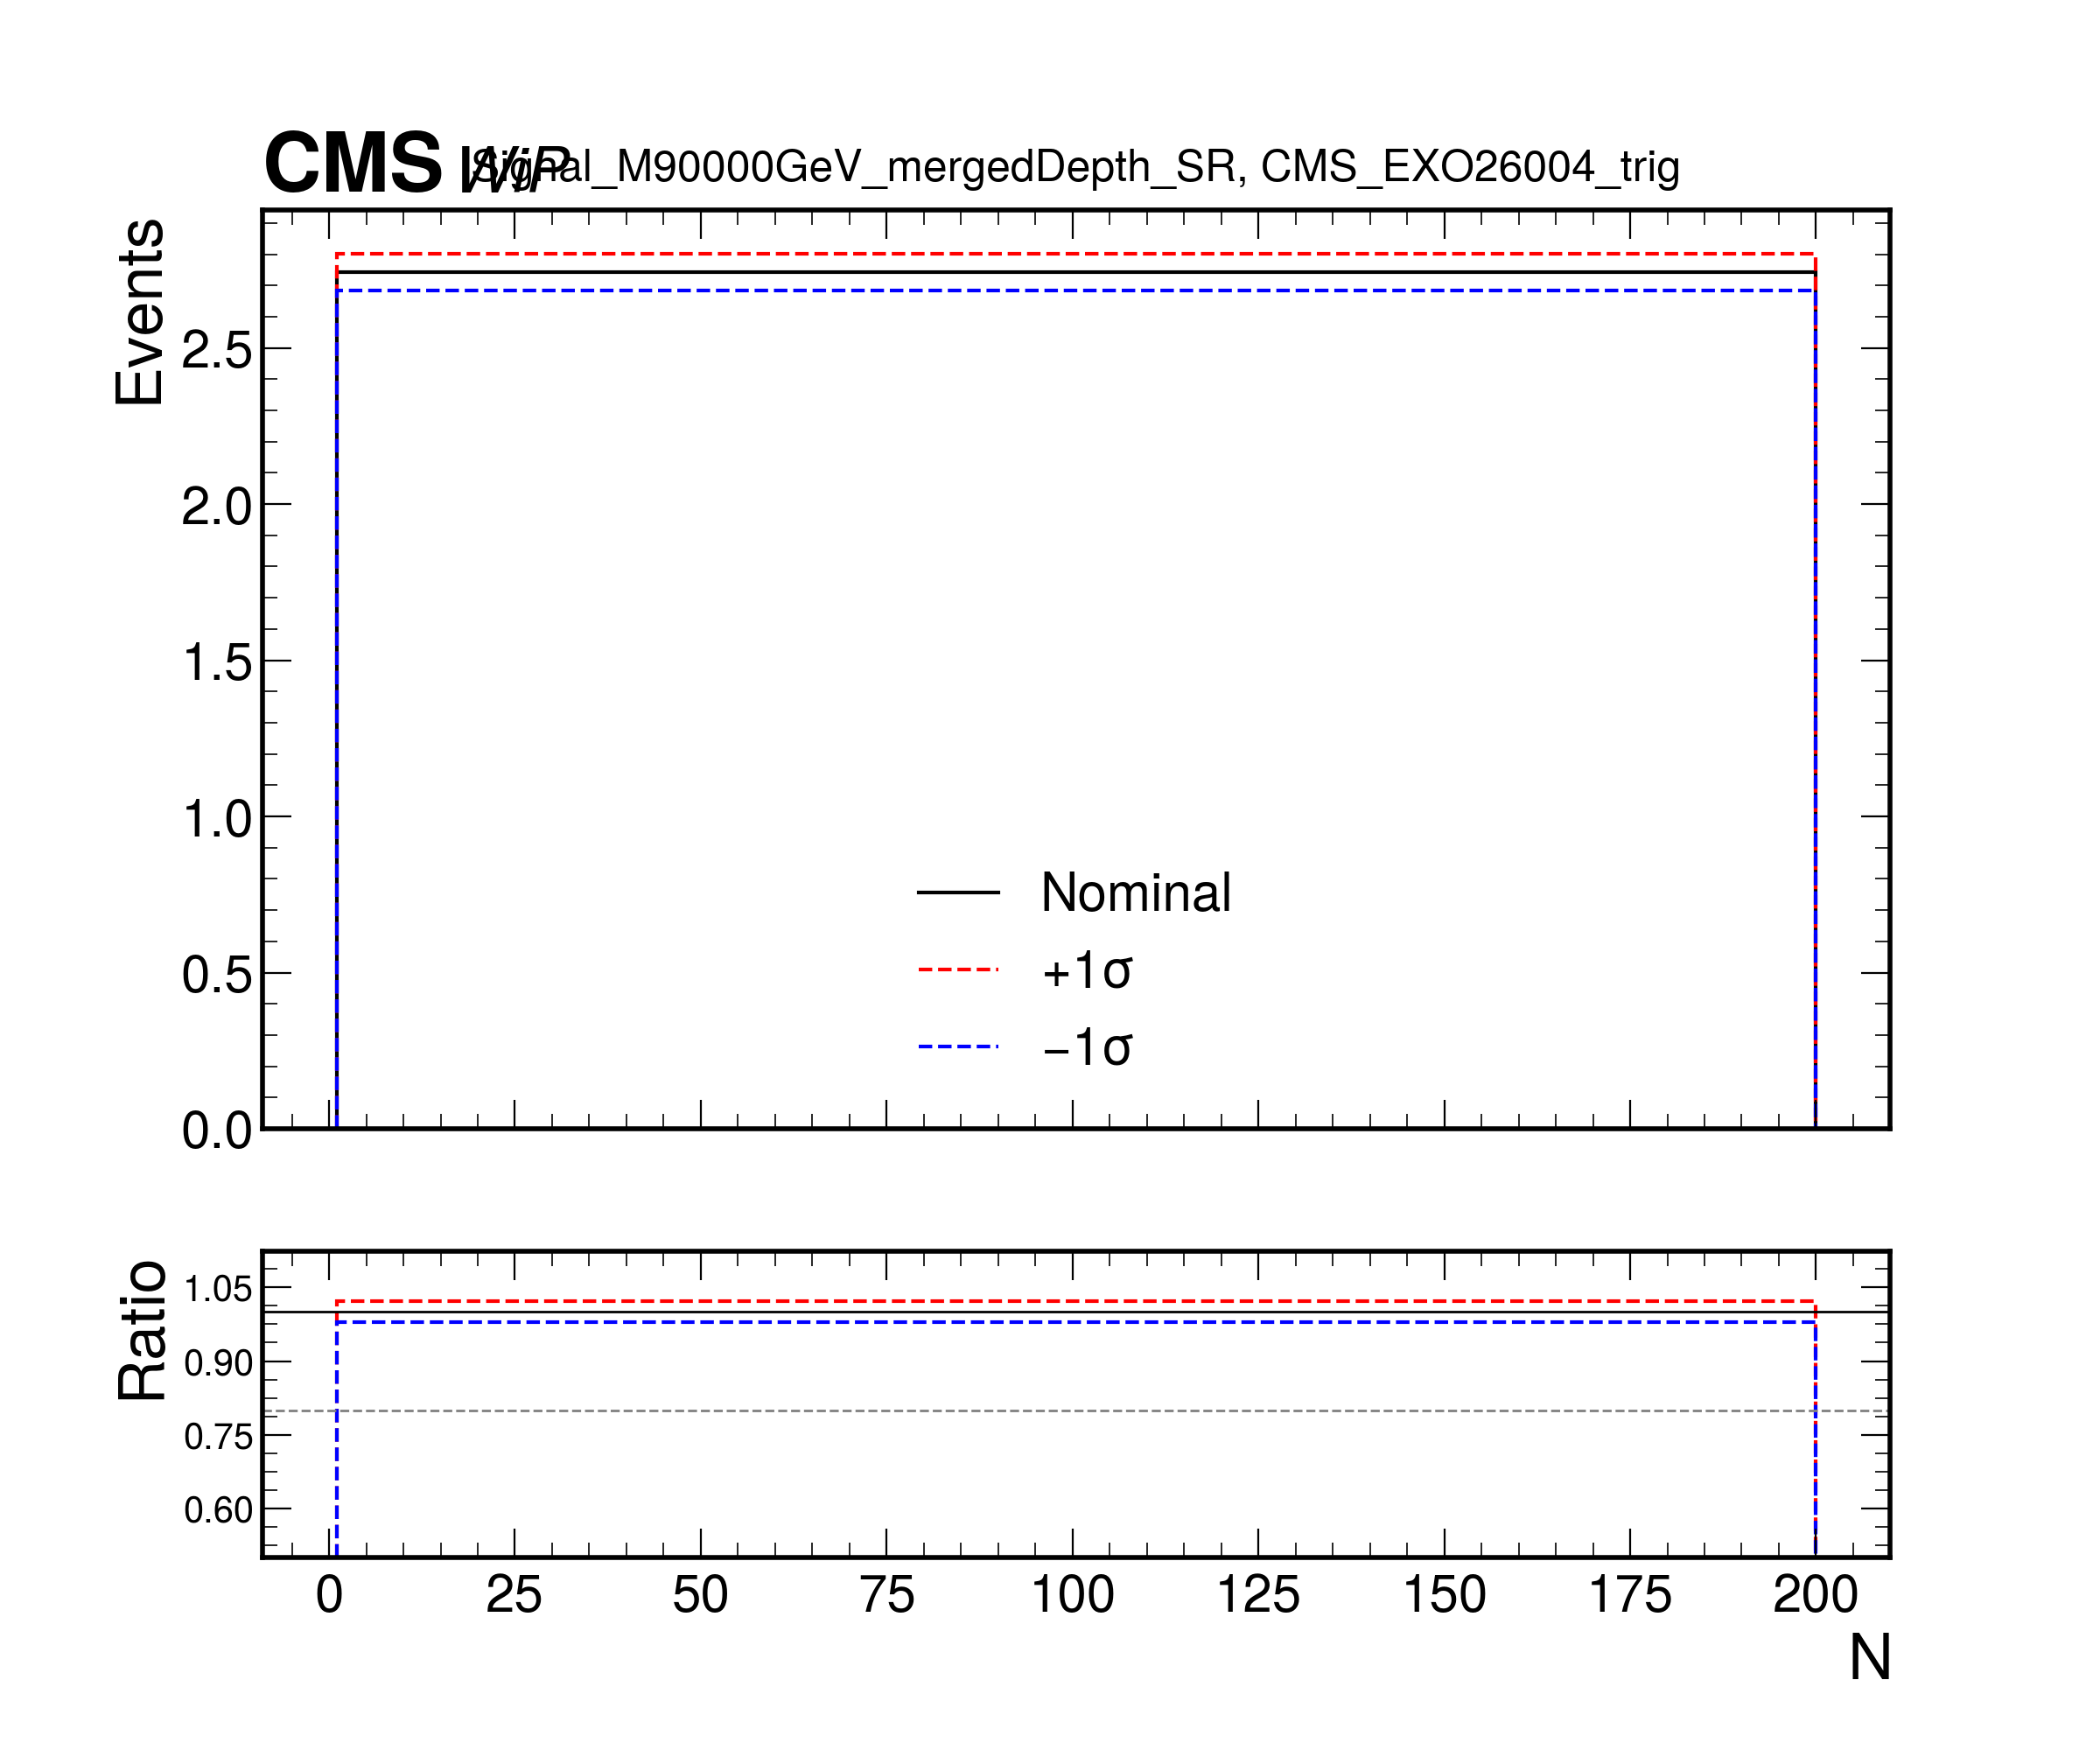 CMS WiP Signal_M90000GeV_mergedDepth_SR, CMS_EXO26004_trig
Events
2.5
2.0
1.5
1.0
0.5
0.0
Nominal
+1σ
−1σ
Ratio
1.05
0.90
0.75
0.60
0 25 50 75 100 125 150 175 200
N